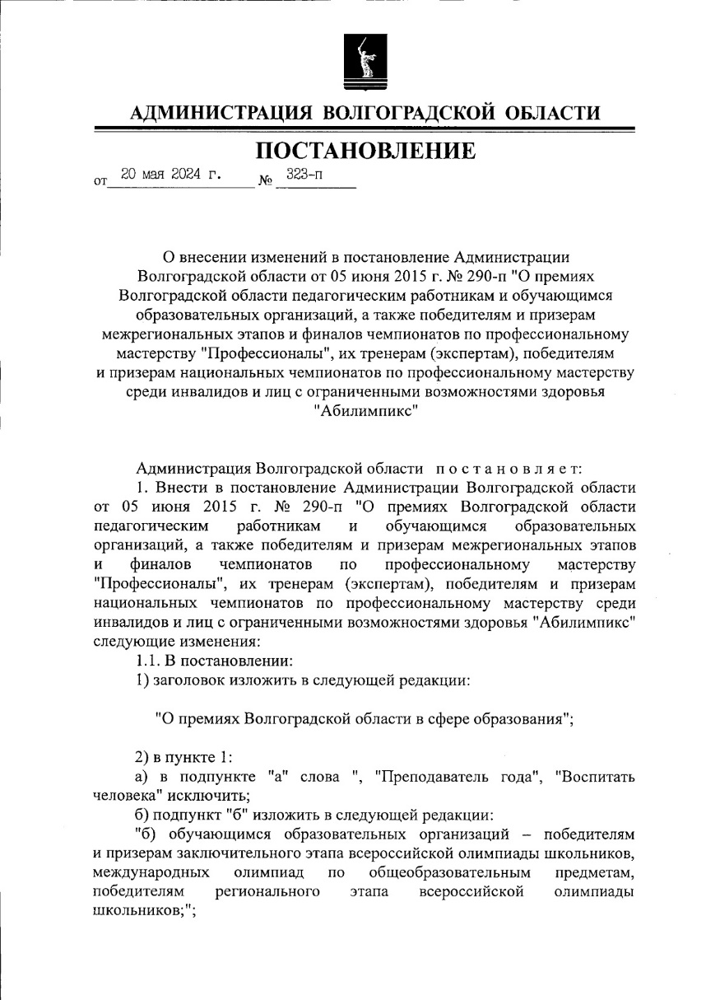 АДМИНИСТРАЦИЯ ВОЛГОГРАДСКОЙ ОБЛАСТИ
ПОСТАНОВЛЕНИЕ
от 20 мая 2024 г. № 323-п
О внесении изменений в постановление Администрации
Волгоградской области от 05 июня 2015 г. № 290-п "О премиях
Волгоградской области педагогическим работникам и обучающимся
образовательных организаций, а также победителям и призерам
межрегиональных этапов и финалов чемпионатов по профессиональному
мастерству "Профессионалы", их тренерам (экспертам), победителям
и призерам национальных чемпионатов по профессиональному мастерству
среди инвалидов и лиц с ограниченными возможностями здоровья
"Абилимпикс"
Администрация Волгоградской области п о с т а н о в л я е т:
1. Внести в постановление Администрации Волгоградской области
от 05 июня 2015 г. № 290-п "О премиях Волгоградской области
педагогическим работникам и обучающимся образовательных
организаций, а также победителям и призерам межрегиональных этапов
и финалов чемпионатов по профессиональному мастерству
"Профессионалы", их тренерам (экспертам), победителям и призерам
национальных чемпионатов по профессиональному мастерству среди
инвалидов и лиц с ограниченными возможностями здоровья "Абилимпикс"
следующие изменения:
1.1. В постановлении:
1) заголовок изложить в следующей редакции:
"О премиях Волгоградской области в сфере образования";
2) в пункте 1:
а) в подпункте "а" слова ", "Преподаватель года", "Воспитать
человека" исключить;
б) подпункт "б" изложить в следующей редакции:
"б) обучающимся образовательных организаций – победителям
и призерам заключительного этапа всероссийской олимпиады школьников,
международных олимпиад по общеобразовательным предметам,
победителям регионального этапа всероссийской олимпиады
школьников;";